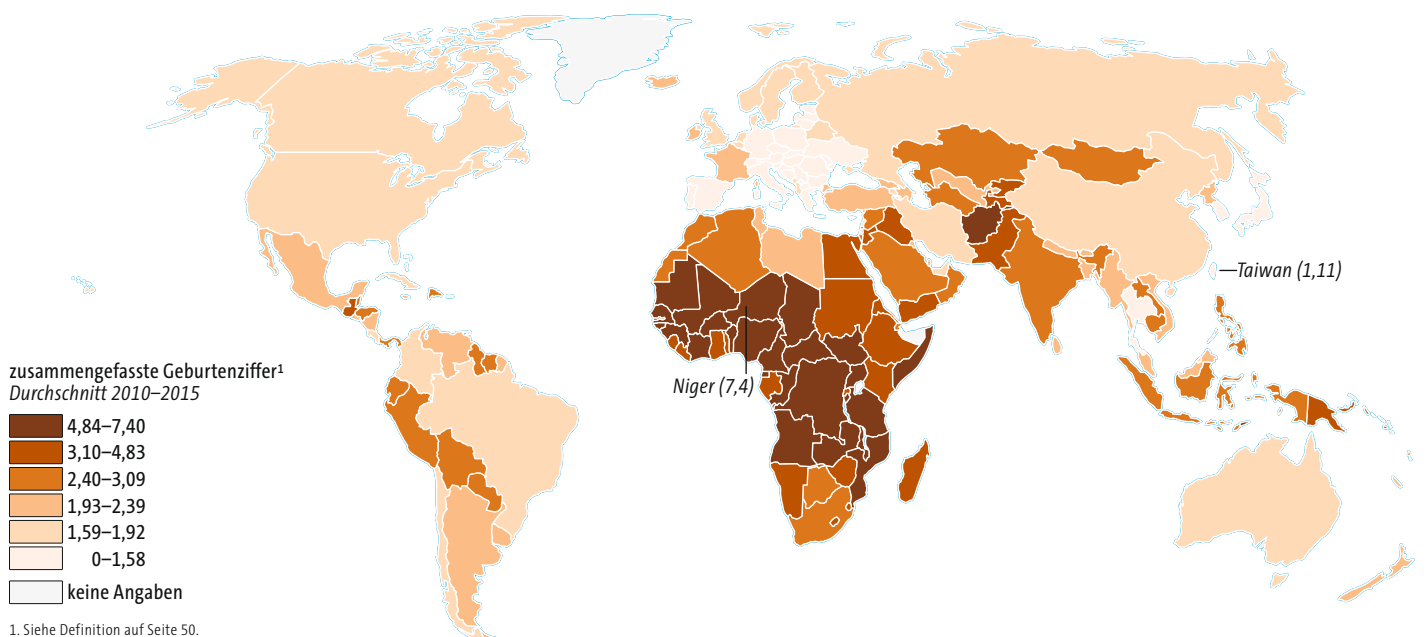 Taiwan (1,11)
Niger (7,4)
zusammengefasste Geburtenziffer¹
Durchschnitt 2010–2015
4,84–7,40
3,10–4,83
2,40–3,09
1,93–2,39
1,59–1,92
0–1,58
keine Angaben
1. Siehe Definition auf Seite 50.